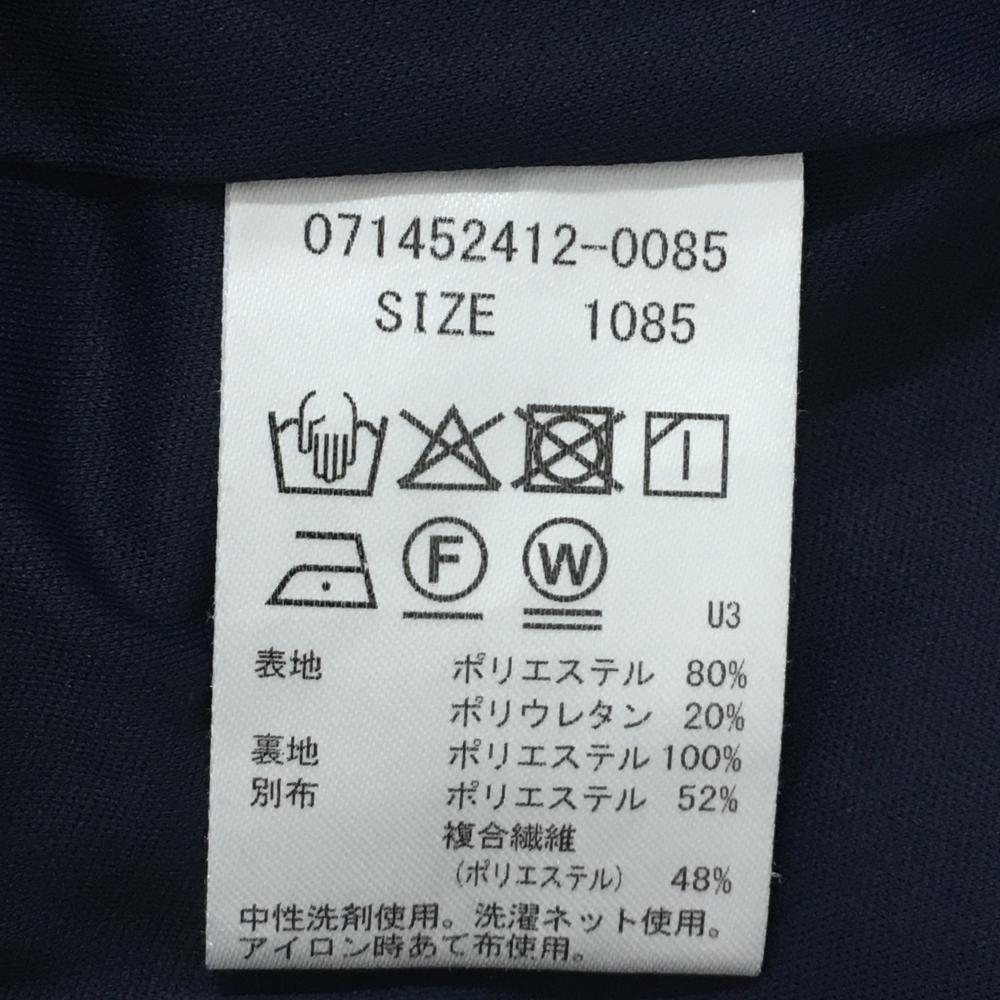 071452412-0085
SIZE 1085
F W
U3
表地 ポリエステル 80%
ポリウレタン 20%
裏地 ポリエステル 100%
別布 ポリエステル 52%
複合繊維
(ポリエステル) 48%
中性洗剤使用。洗濯ネット使用。
アイロン時あて布使用。